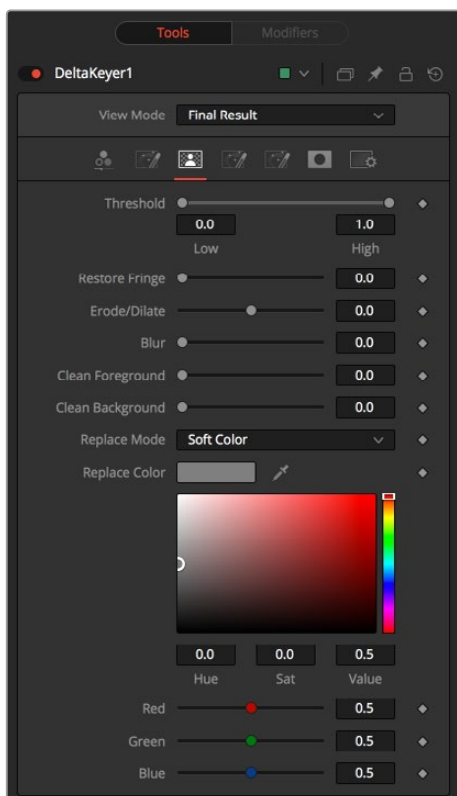 Tools Modifiers
DeltaKeyer1
View Mode Final Result
Threshold
0.0 1.0
Low High
Restore Fringe 0.0
Erode/Dilate 0.0
Blur 0.0
Clean Foreground 0.0
Clean Background 0.0
Replace Mode Soft Color
Replace Color
0.0 0.0 0.5
Hue Sat Value
Red 0.5
Green 0.5
Blue 0.5